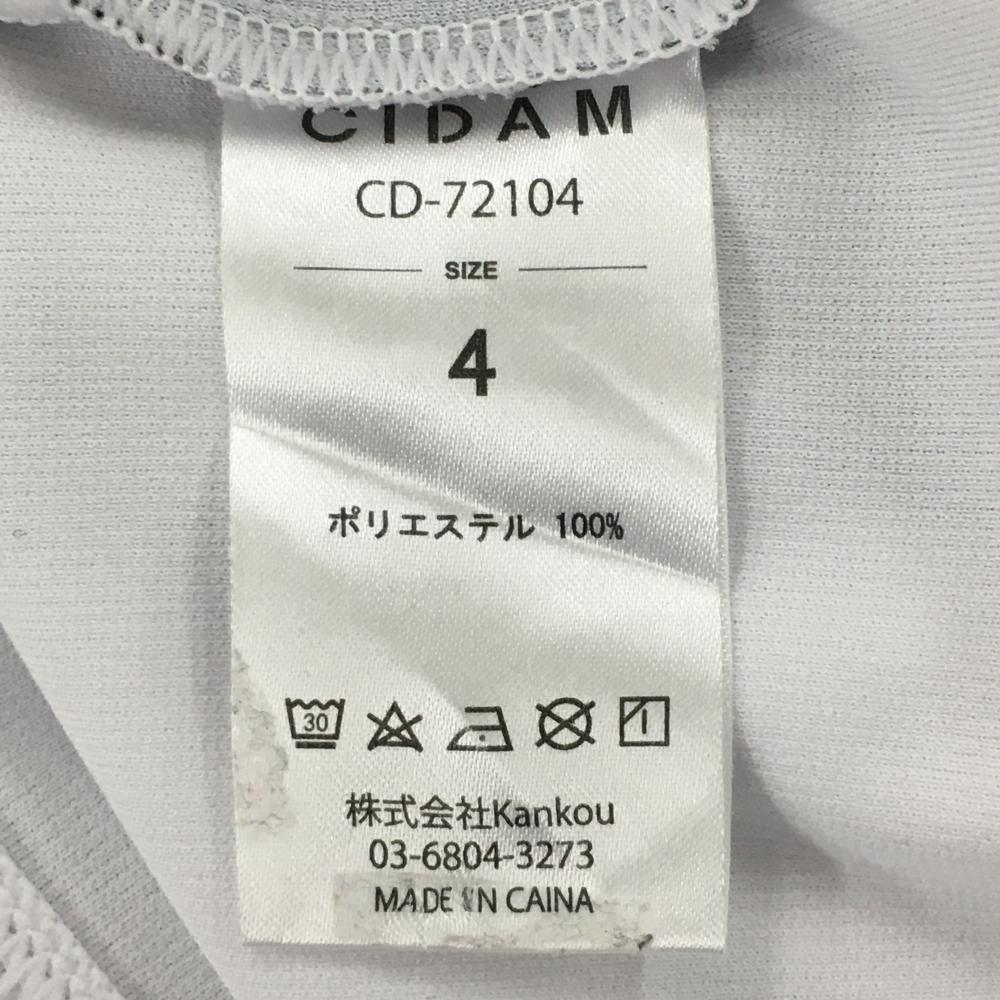 CIDAM
CD-72104
SIZE
4
ポリエステル 100%
30
株式会社Kankou
03-6804-3273
MADE IN CAINA